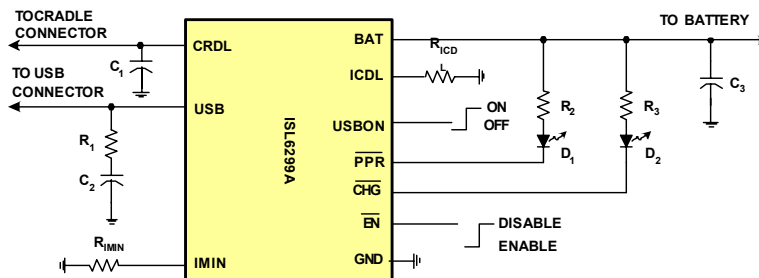 TOCRADLE
CONNECTOR
C1
TO USB
CONNECTOR
R1
C2
RIMIN
CRDL
USB
IMIN
ISL6299A
BAT
ICDL
USBON
PPR
CHG
EN
GND
RICD
L
ON
OFF
DISABLE
ENABLE
TO BATTERY
R2
D1
R3
D2
C3